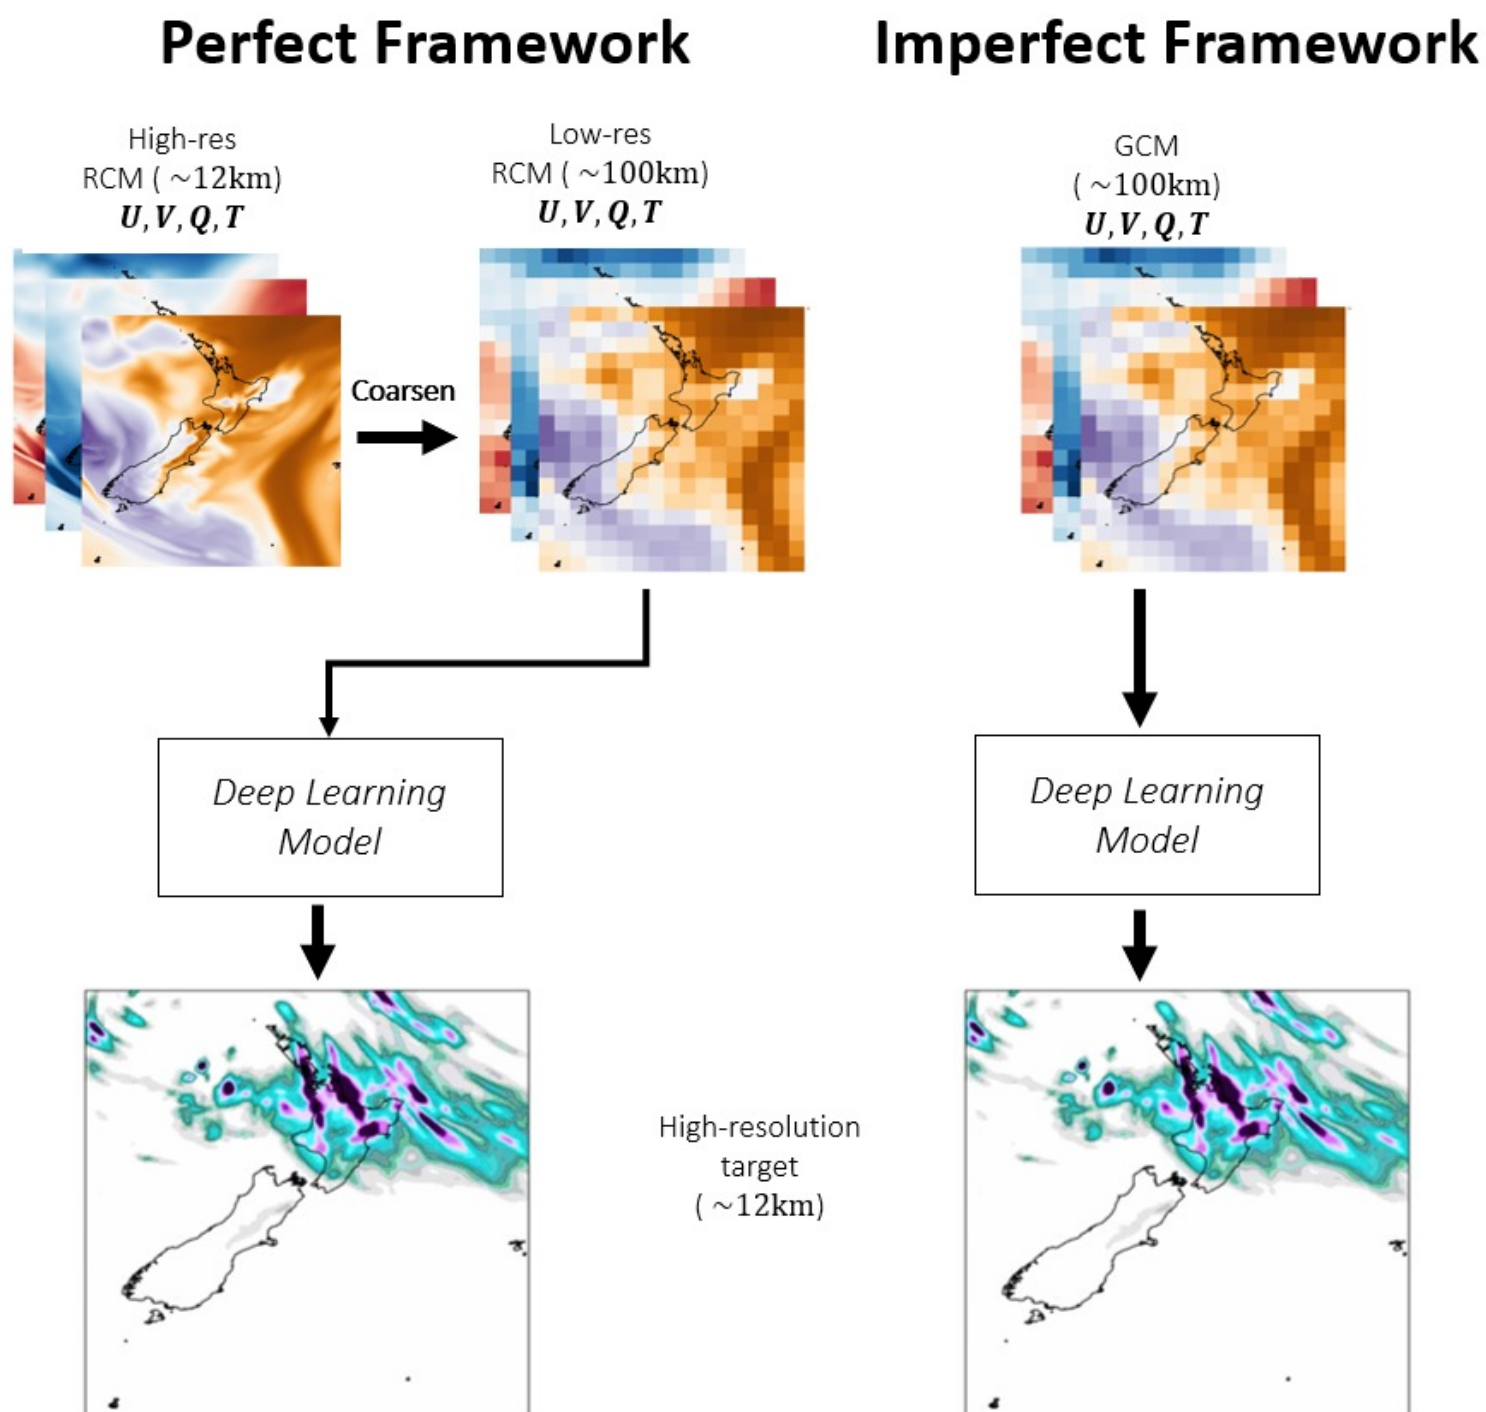 Perfect Framework
Imperfect Framework
High-res
RCM ( ~12km)
U, V, Q, T
Low-res
RCM ( ~100km)
U, V, Q, T
GCM
( ~100km)
U, V, Q, T
Coarsen
Deep Learning
Model
Deep Learning
Model
High-resolution
target
( ~12km)